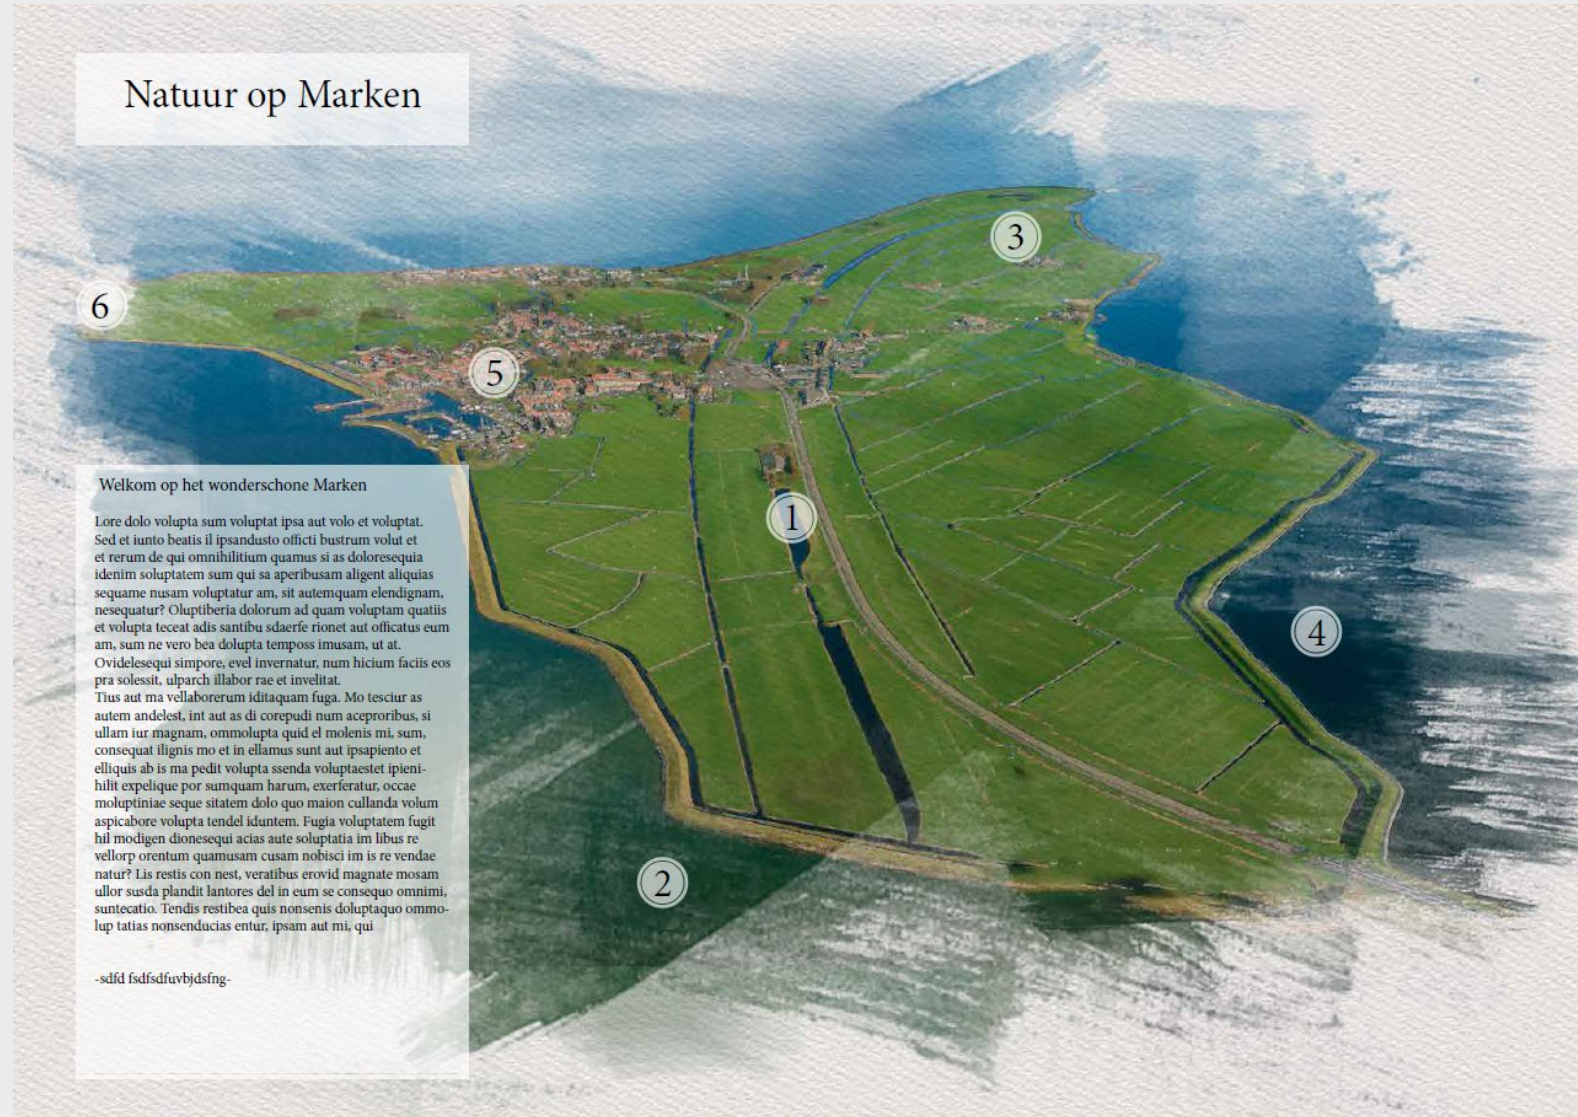 Natuur op Marken
3
6
5
Welkom op het wonderschone Marken
Lore dolo volupta sum voluptat ipsa aut volo et voluptat.
Sed et iunto beatis il ipsandusto officti bustrum volut et
et rerum de qui omnihilitium quamus si as doloresequia
idenim soluptatem sum qui sa aperibusam aligent aliquias
sequame nusam voluptatur am, sit autemquam elendignam,
nesequatur? Oluptiberia dolorum ad quam voluptam quatiis
et volupta teceat adis santibu sdaerfe rionet aut officatus eum
am, sum ne vero bea dolupta temposs imusam, ut at.
Ovidelesequi simpore, evel invernatur, num hicium faciis eos
pra solessit, ulparch illabor rae et invelitat.
Tius aut ma vellaborerum iditaquam fuga. Mo tesciur as
autem andelest, int aut as di corepudi num aceproribus, si
ullam iur magnam, ommolupta quid el molenis mi, sum,
consequat ilignis mo et in ellamus sunt aut ipsapiento et
elliquis ab is ma pedit volupta ssenda voluptaestet ipieni-
hilit expelique por sumquam harum, exerferatur, occae
moluptiniae seque sitatem dolo quo maion cullanda volum
aspicabore volupta tendel iduntem. Fugia voluptatem fugit
hil modigen dionesequi acias aute soluptatia im libus re
vellorp orentum quamusam cusam nobisci im is re vendae
natur? Lis restis con nest, veratibus erovid magnate mosam
ullor susda plandit lantores del in eum se consequo omnimi,
suntecatio. Tendis restibea quis nonsenis doluptaquo ommo-
lup tatias nonsenducias entur, ipsam aut mi, qui
-sdfd fsdfsdfuvbjdsfng-
1
4
2